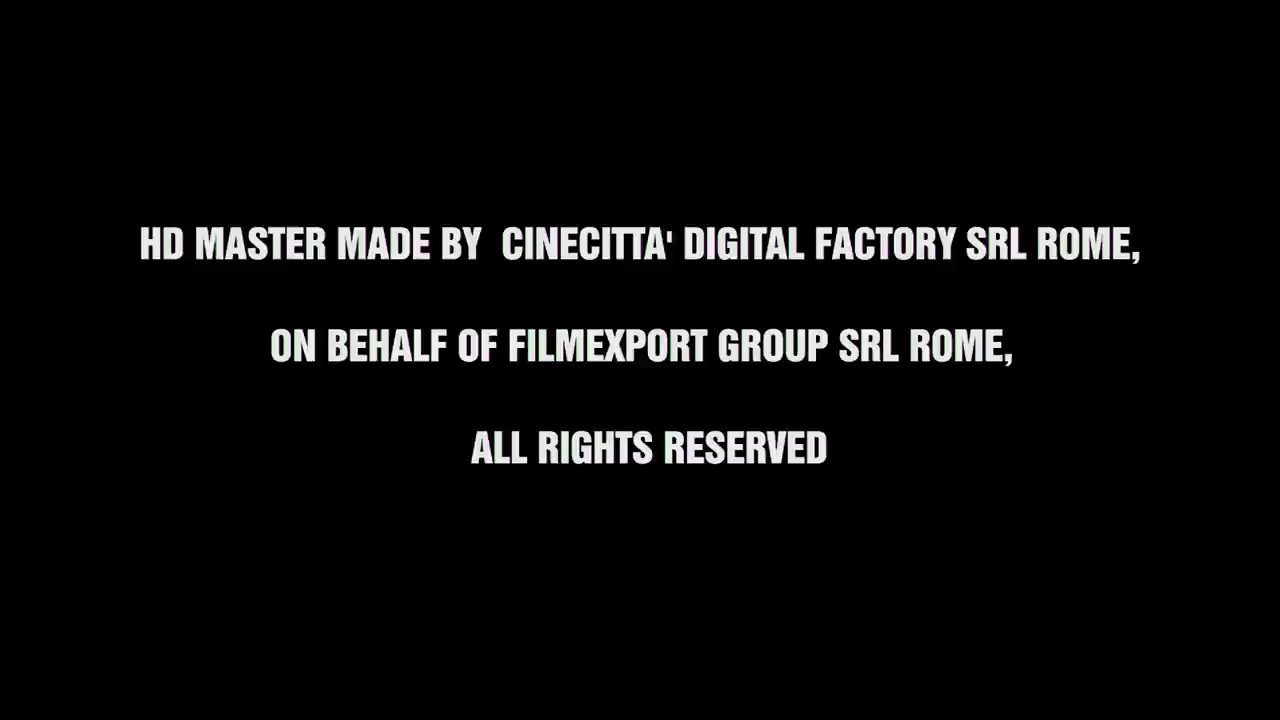 HD MASTER MADE BY  CINECITTA' DIGITAL FACTORY SRL ROME,
ON BEHALF OF FILMEXPORT GROUP SRL ROME,
ALL RIGHTS RESERVED